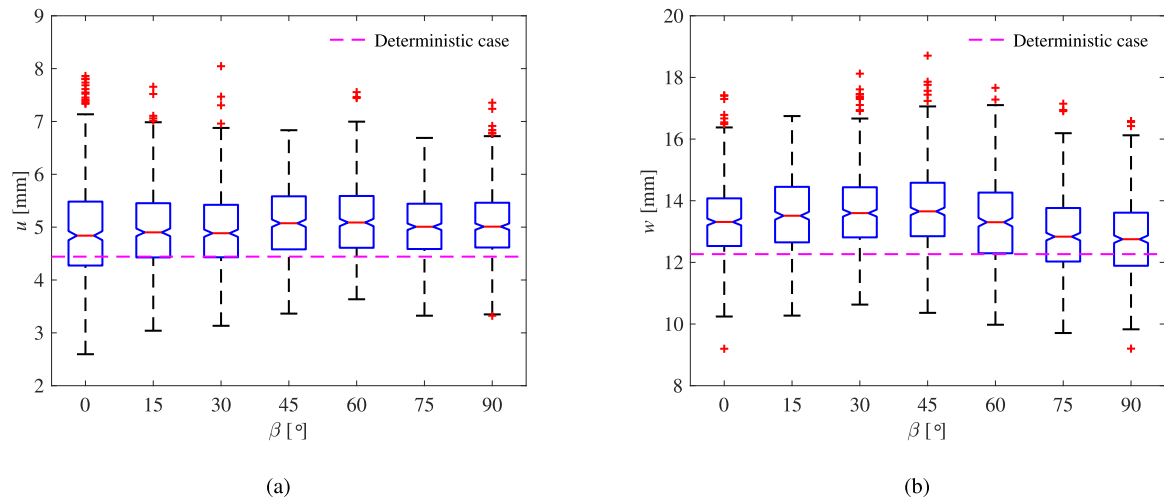 9
8
7
6
5
4
3
2
u [mm]
Deterministic case
0 15 30 45 60 75 90
β [°]
(a)
20
18
16
14
12
10
8
w [mm]
Deterministic case
0 15 30 45 60 75 90
β [°]
(b)